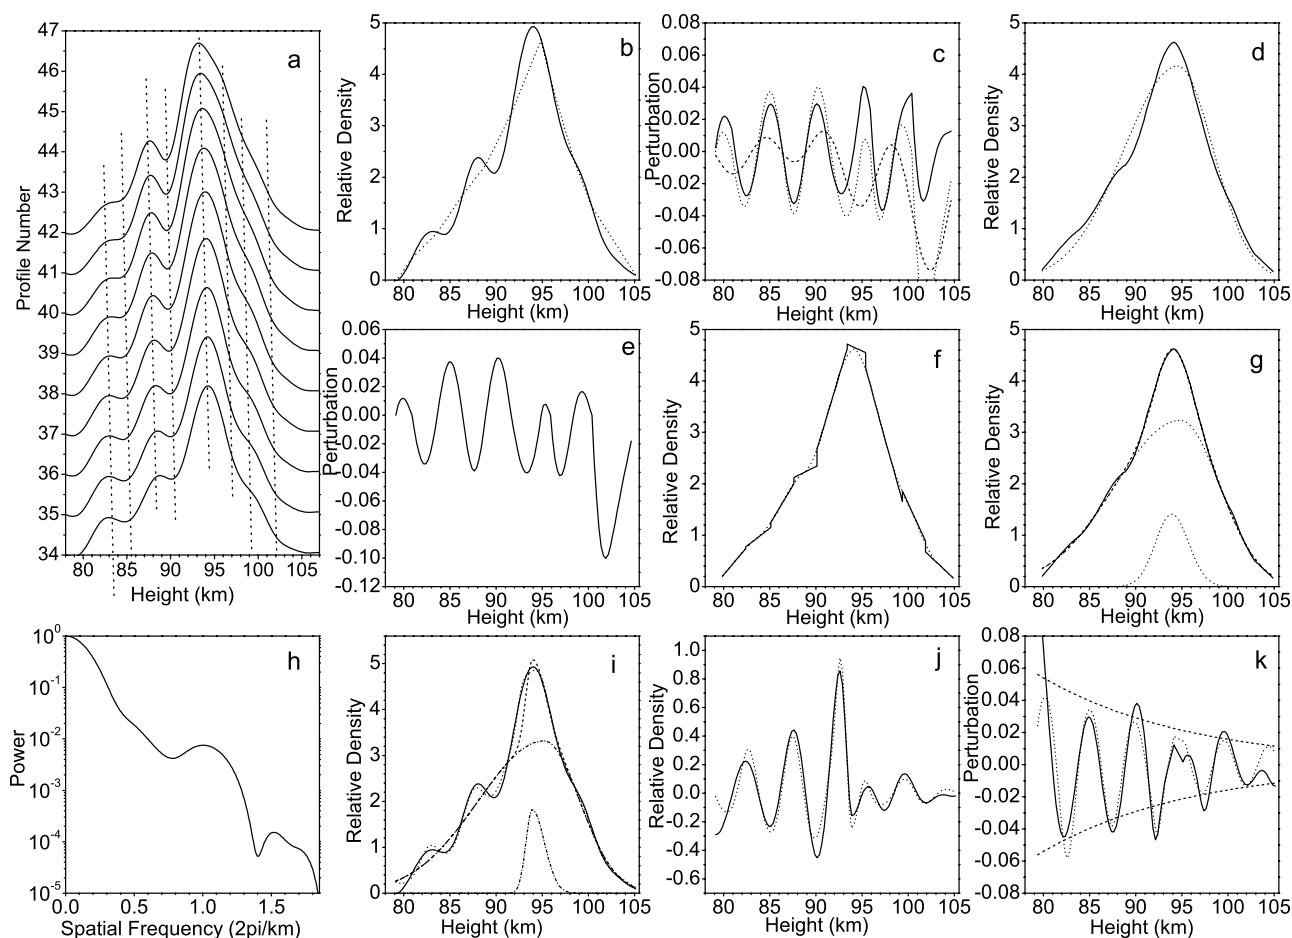 47
46
44
43
42
41
40
39
38
37
36
35
34
80 85 90 95 100 105
Profile Number
Height (km)
a
5
4
3
2
1
0
80 85 90 95 100 105
Relative Density
Height (km)
b
0.08
0.06
0.04
0.02
0.00
-0.02
-0.04
-0.06
-0.08
80 85 90 95 100 105
Perturbation
Height (km)
c
5
4
3
2
1
0
80 85 90 95 100 105
Relative Density
Height (km)
d
0.06
0.04
0.02
0.00
-0.02
-0.04
-0.06
-0.08
-0.10
-0.12
80 85 90 95 100 105
Perturbation
Height (km)
e
5
4
3
2
1
0
80 85 90 95 100 105
Relative Density
Height (km)
f
5
4
3
2
1
0
80 85 90 95 100 105
Relative Density
Height (km)
g
10^0
10^-1
10^-2
10^-3
10^-4
10^-5
0.0 0.5 1.0 1.5
Power
Spatial Frequency (2pi/km)
h
5
4
3
2
1
0
80 85 90 95 100 105
Relative Density
Height (km)
i
1.0
0.8
0.6
0.4
0.2
0.0
-0.2
-0.4
-0.6
80 85 90 95 100 105
Relative Density
Height (km)
j
0.08
0.06
0.04
0.02
0.00
-0.02
-0.04
-0.06
-0.08
80 85 90 95 100 105
Perturbation
Height (km)
k